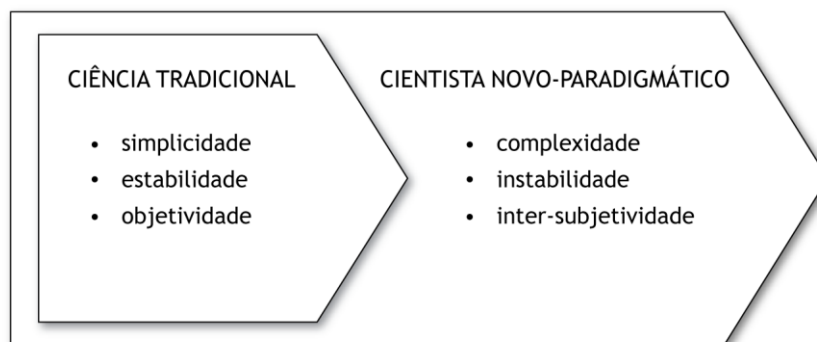 CIÊNCIA TRADICIONAL
• simplicidade
• estabilidade
• objetividade
CIENTISTA NOVO-PARADIGMÁTICO
• complexidade
• instabilidade
• inter-subjetividade